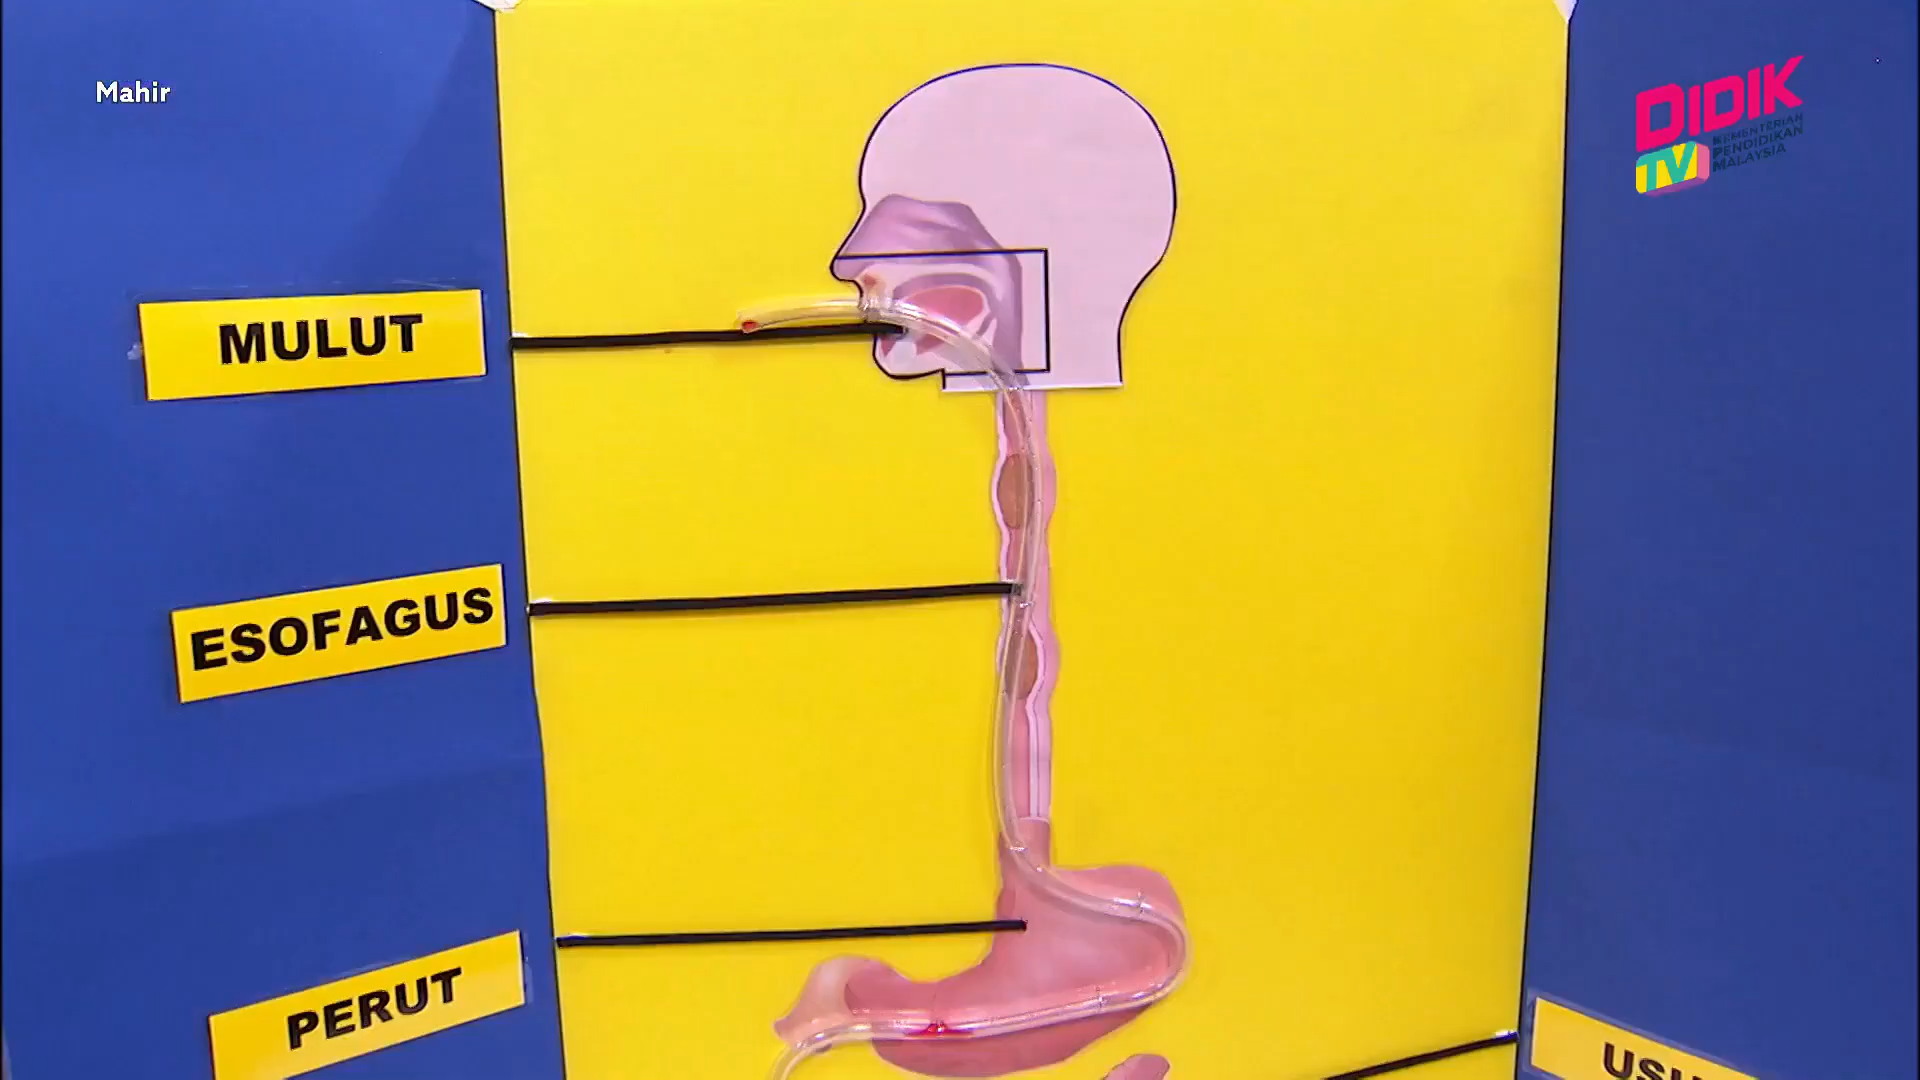 Mahir
DIDIK
TV
KEMENTERIAN
PENDIDIKAN
MALAYSIA
MULUT
ESOFAGUS
PERUT